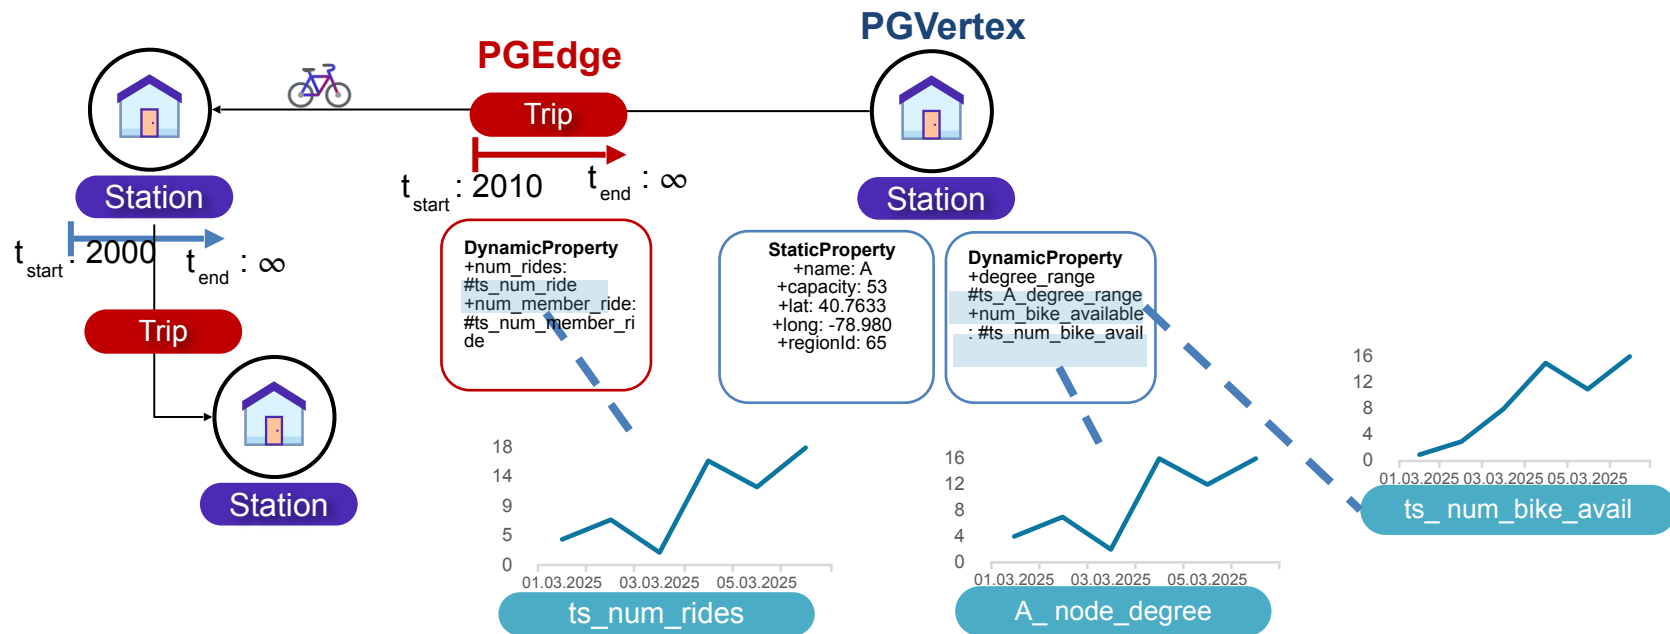 PGVertex
PGEdge
Trip
Station
t start : 2010
t end : ∞
Station
t start : 2000
t end : ∞
Trip
Station
DynamicProperty
+num_rides:
#ts_num_ride
+num_member_ride:
#ts_num_member_ri
de
StaticProperty
+name: A
+capacity: 53
+lat: 40.7633
+long: -78.980
+regionId: 65
DynamicProperty
+degree_range
#ts_A_degree_range
+num_bike_available
: #ts_num_bike_avail
18
14
9
5
0
01.03.2025 03.03.2025 05.03.2025
ts_num_rides
16
12
8
4
0
01.03.2025 03.03.2025 05.03.2025
A_ node_degree
16
12
8
4
0
01.03.2025 03.03.2025 05.03.2025
ts_ num_bike_avail